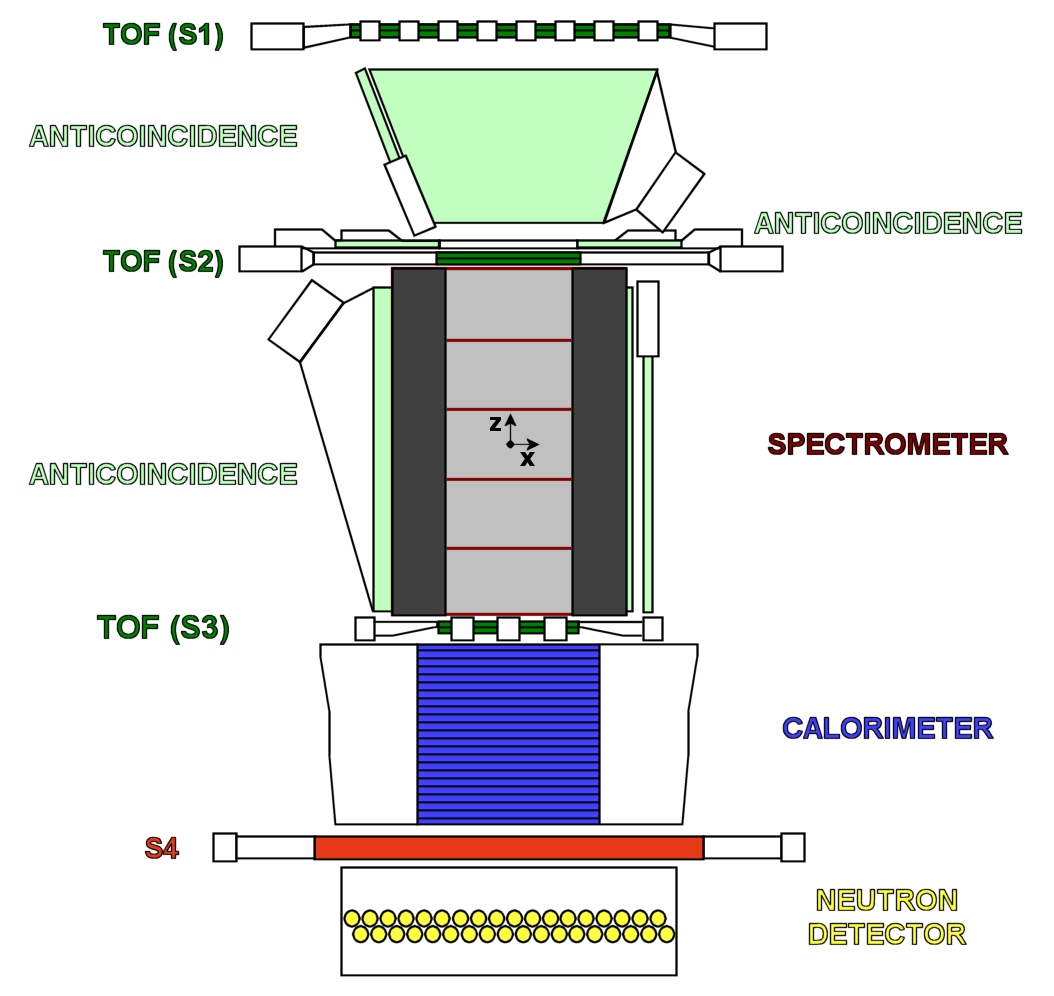 TOF (S1)
ANTICOINCIDENCE
ANTICOINCIDENCE
TOF (S2)
z
x
SPECTROMETER
ANTICOINCIDENCE
TOF (S3)
CALORIMETER
S4
NEUTRON
DETECTOR